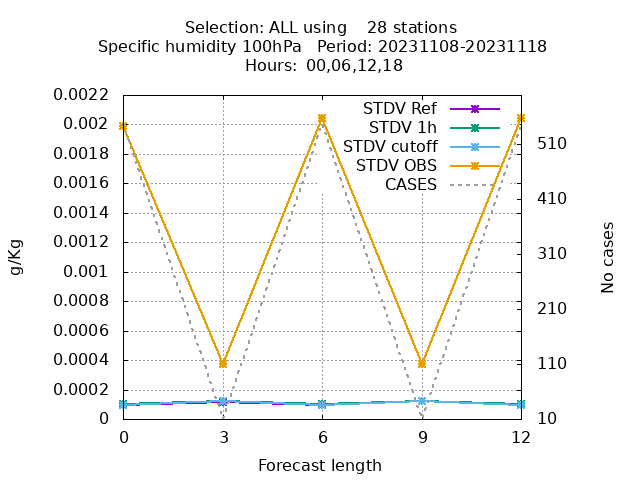 Selection: ALL using    28 stations
Specific humidity 100hPa   Period: 20231108-20231118
Hours:  00,06,12,18
STDV Ref
STDV 1h
STDV cutoff
STDV OBS
CASES
0.0022
0.002
0.0018
0.0016
0.0014
0.0012
0.001
0.0008
0.0006
0.0004
0.0002
0
g/Kg
510
410
310
210
110
10
No cases
0 3 6 9 12
Forecast length